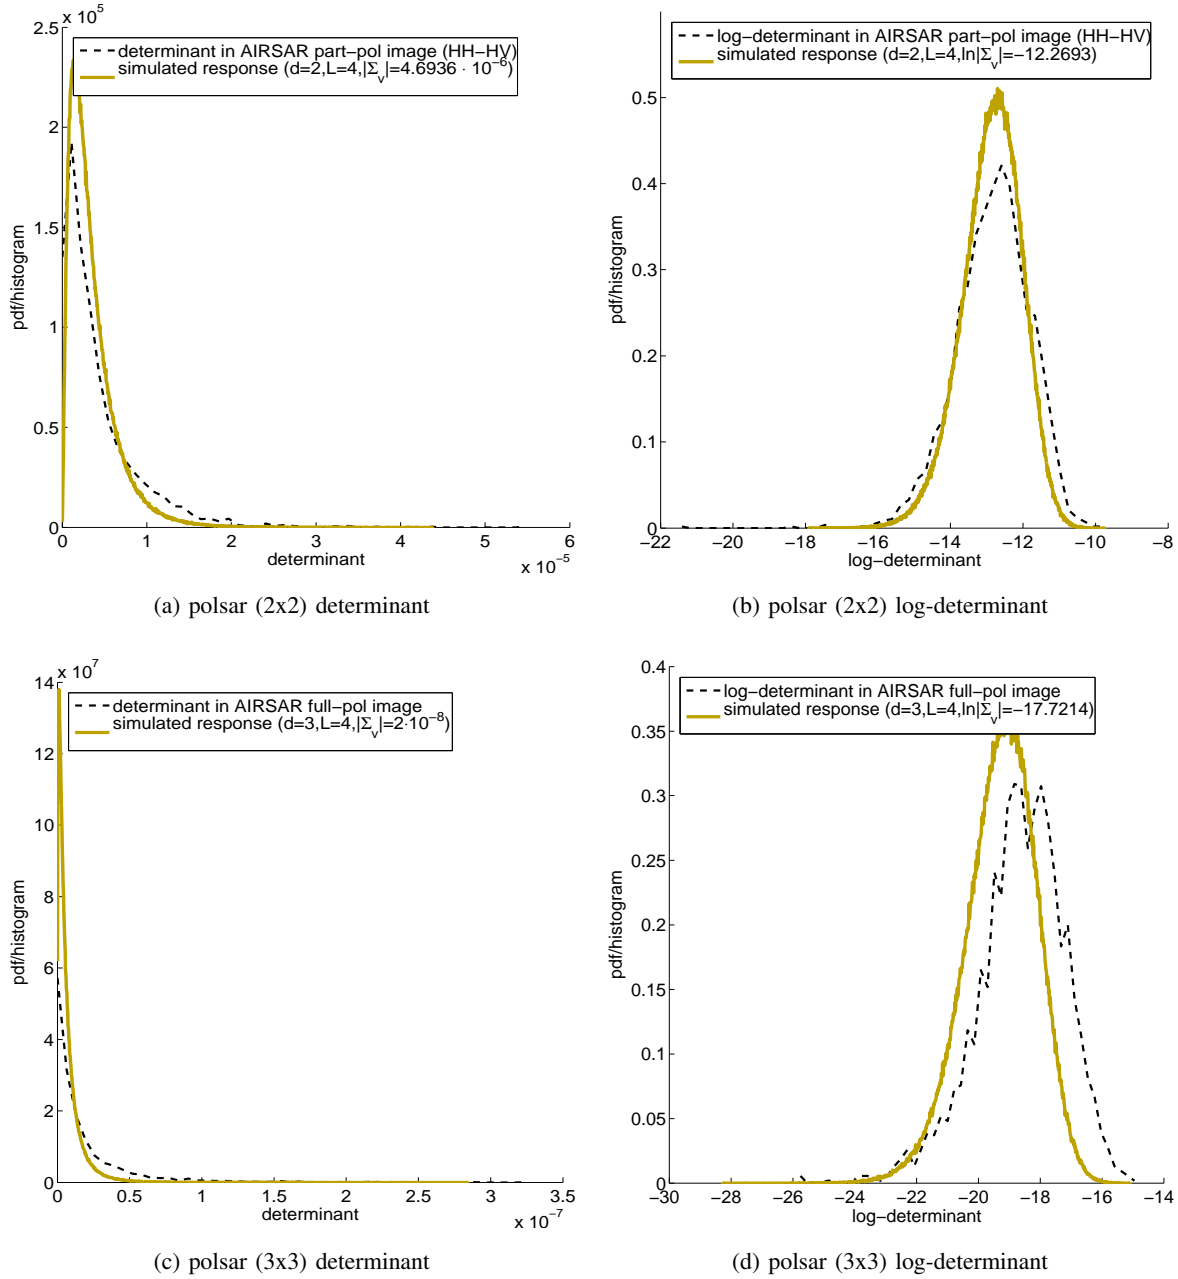 x 10^5
2.5
2
1.5
1
0.5
0
pdf/histogram
determinant in AIRSAR part−pol image (HH−HV)
simulated response (d=2,L=4,|Σ_v|=4.6936 · 10^−6)
0 1 2 3 4 5 6
determinant
x 10^−5
(a) polsar (2x2) determinant
0.5
0.4
0.3
0.2
0.1
0
pdf/histogram
log−determinant in AIRSAR part−pol image (HH−HV)
simulated response (d=2,L=4,ln|Σ_v|=−12.2693)
−22 −20 −18 −16 −14 −12 −10 −8
log−determinant
(b) polsar (2x2) log-determinant
x 10^7
14
12
10
8
6
4
2
0
pdf/histogram
determinant in AIRSAR full−pol image
simulated response (d=3,L=4,|Σ_v|=2·10^−8)
0 0.5 1 1.5 2 2.5 3 3.5
determinant
x 10^−7
(c) polsar (3x3) determinant
0.4
0.35
0.3
0.25
0.2
0.15
0.1
0.05
0
pdf/histogram
log−determinant in AIRSAR full−pol image
simulated response (d=3,L=4,ln|Σ_v|=−17.7214)
−30 −28 −26 −24 −22 −20 −18 −16 −14
log−determinant
(d) polsar (3x3) log-determinant